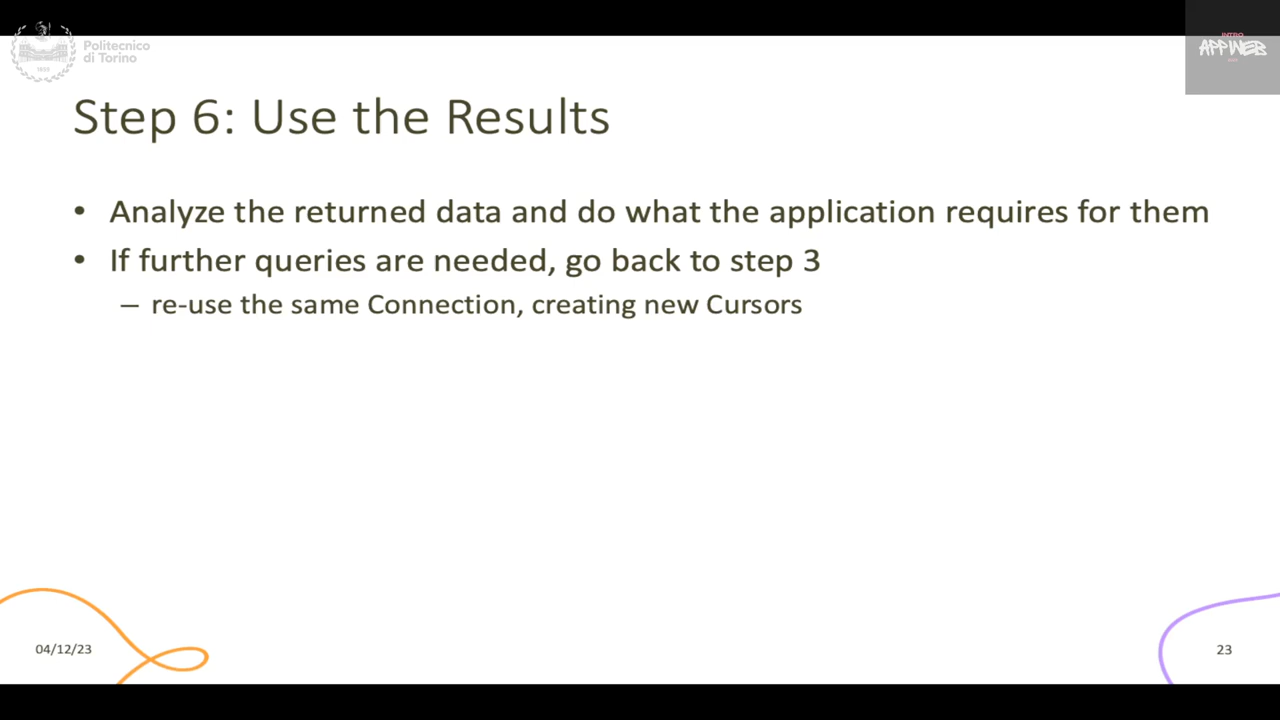 Politecnico
di Torino
1859
INTRO
APPWEB
Step 6: Use the Results
• Analyze the returned data and do what the application requires for them
• If further queries are needed, go back to step 3
– re-use the same Connection, creating new Cursors
04/12/23
23